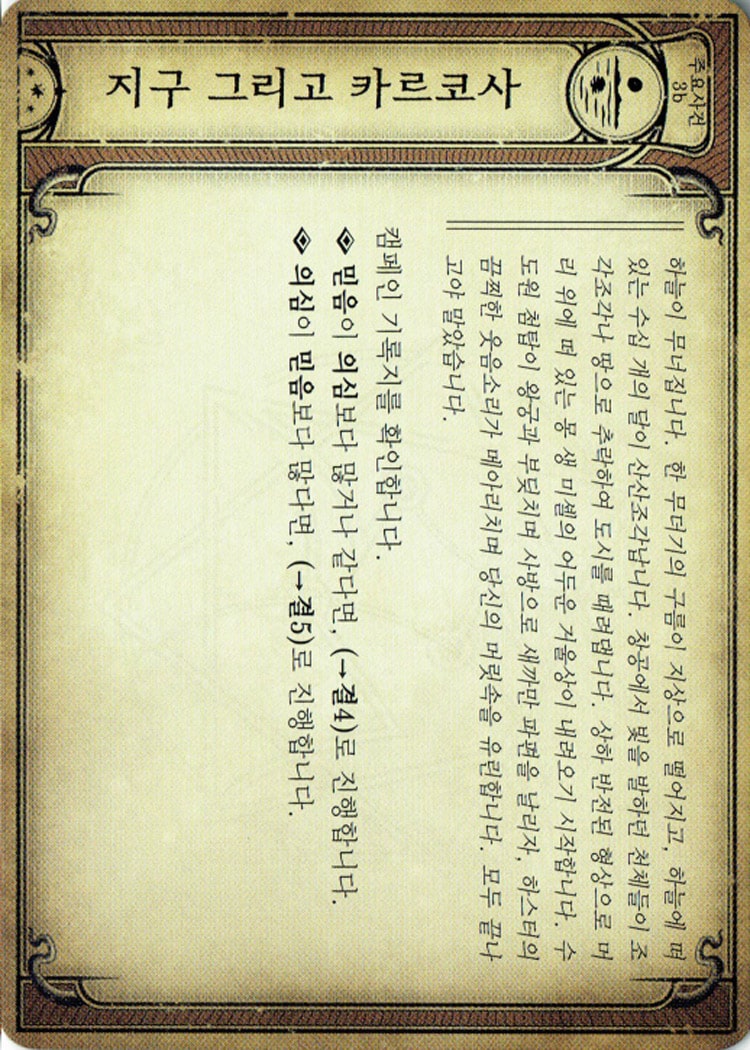 주요사건
3b
지구 그리고 카르코사
하늘이 무너집니다. 한 무더기의 구름이 지상으로 떨어지고, 하늘에 떠
있는 수십 개의 달이 산산조각납니다. 창공에서 빛을 발하던 천체들이 조
각조각나 땅으로 추락하여 도시를 때려댑니다. 상하 반전된 형상으로 머
리 위에 떠 있는 몽 생 미셸의 어두운 거울상이 내려오기 시작합니다. 수
도원 첨탑이 왕궁과 부딪치며 사방으로 새까만 파편을 날리자, 하스터의
끔찍한 웃음소리가 메아리치며 당신의 머릿속을 유린합니다. 모두 끝나
고야 말았습니다.
캠페인 기록지를 확인합니다.
믿음이 의심보다 많거나 같다면, (→결4)로 진행합니다.
의심이 믿음보다 많다면, (→결5)로 진행합니다.